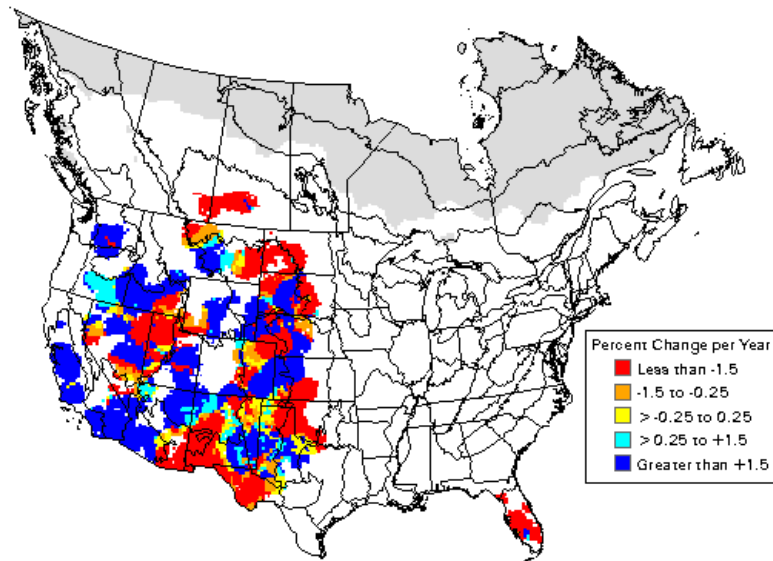 Percent Change per Year
Less than -1.5
-1.5 to -0.25
> -0.25 to 0.25
> 0.25 to +1.5
Greater than +1.5